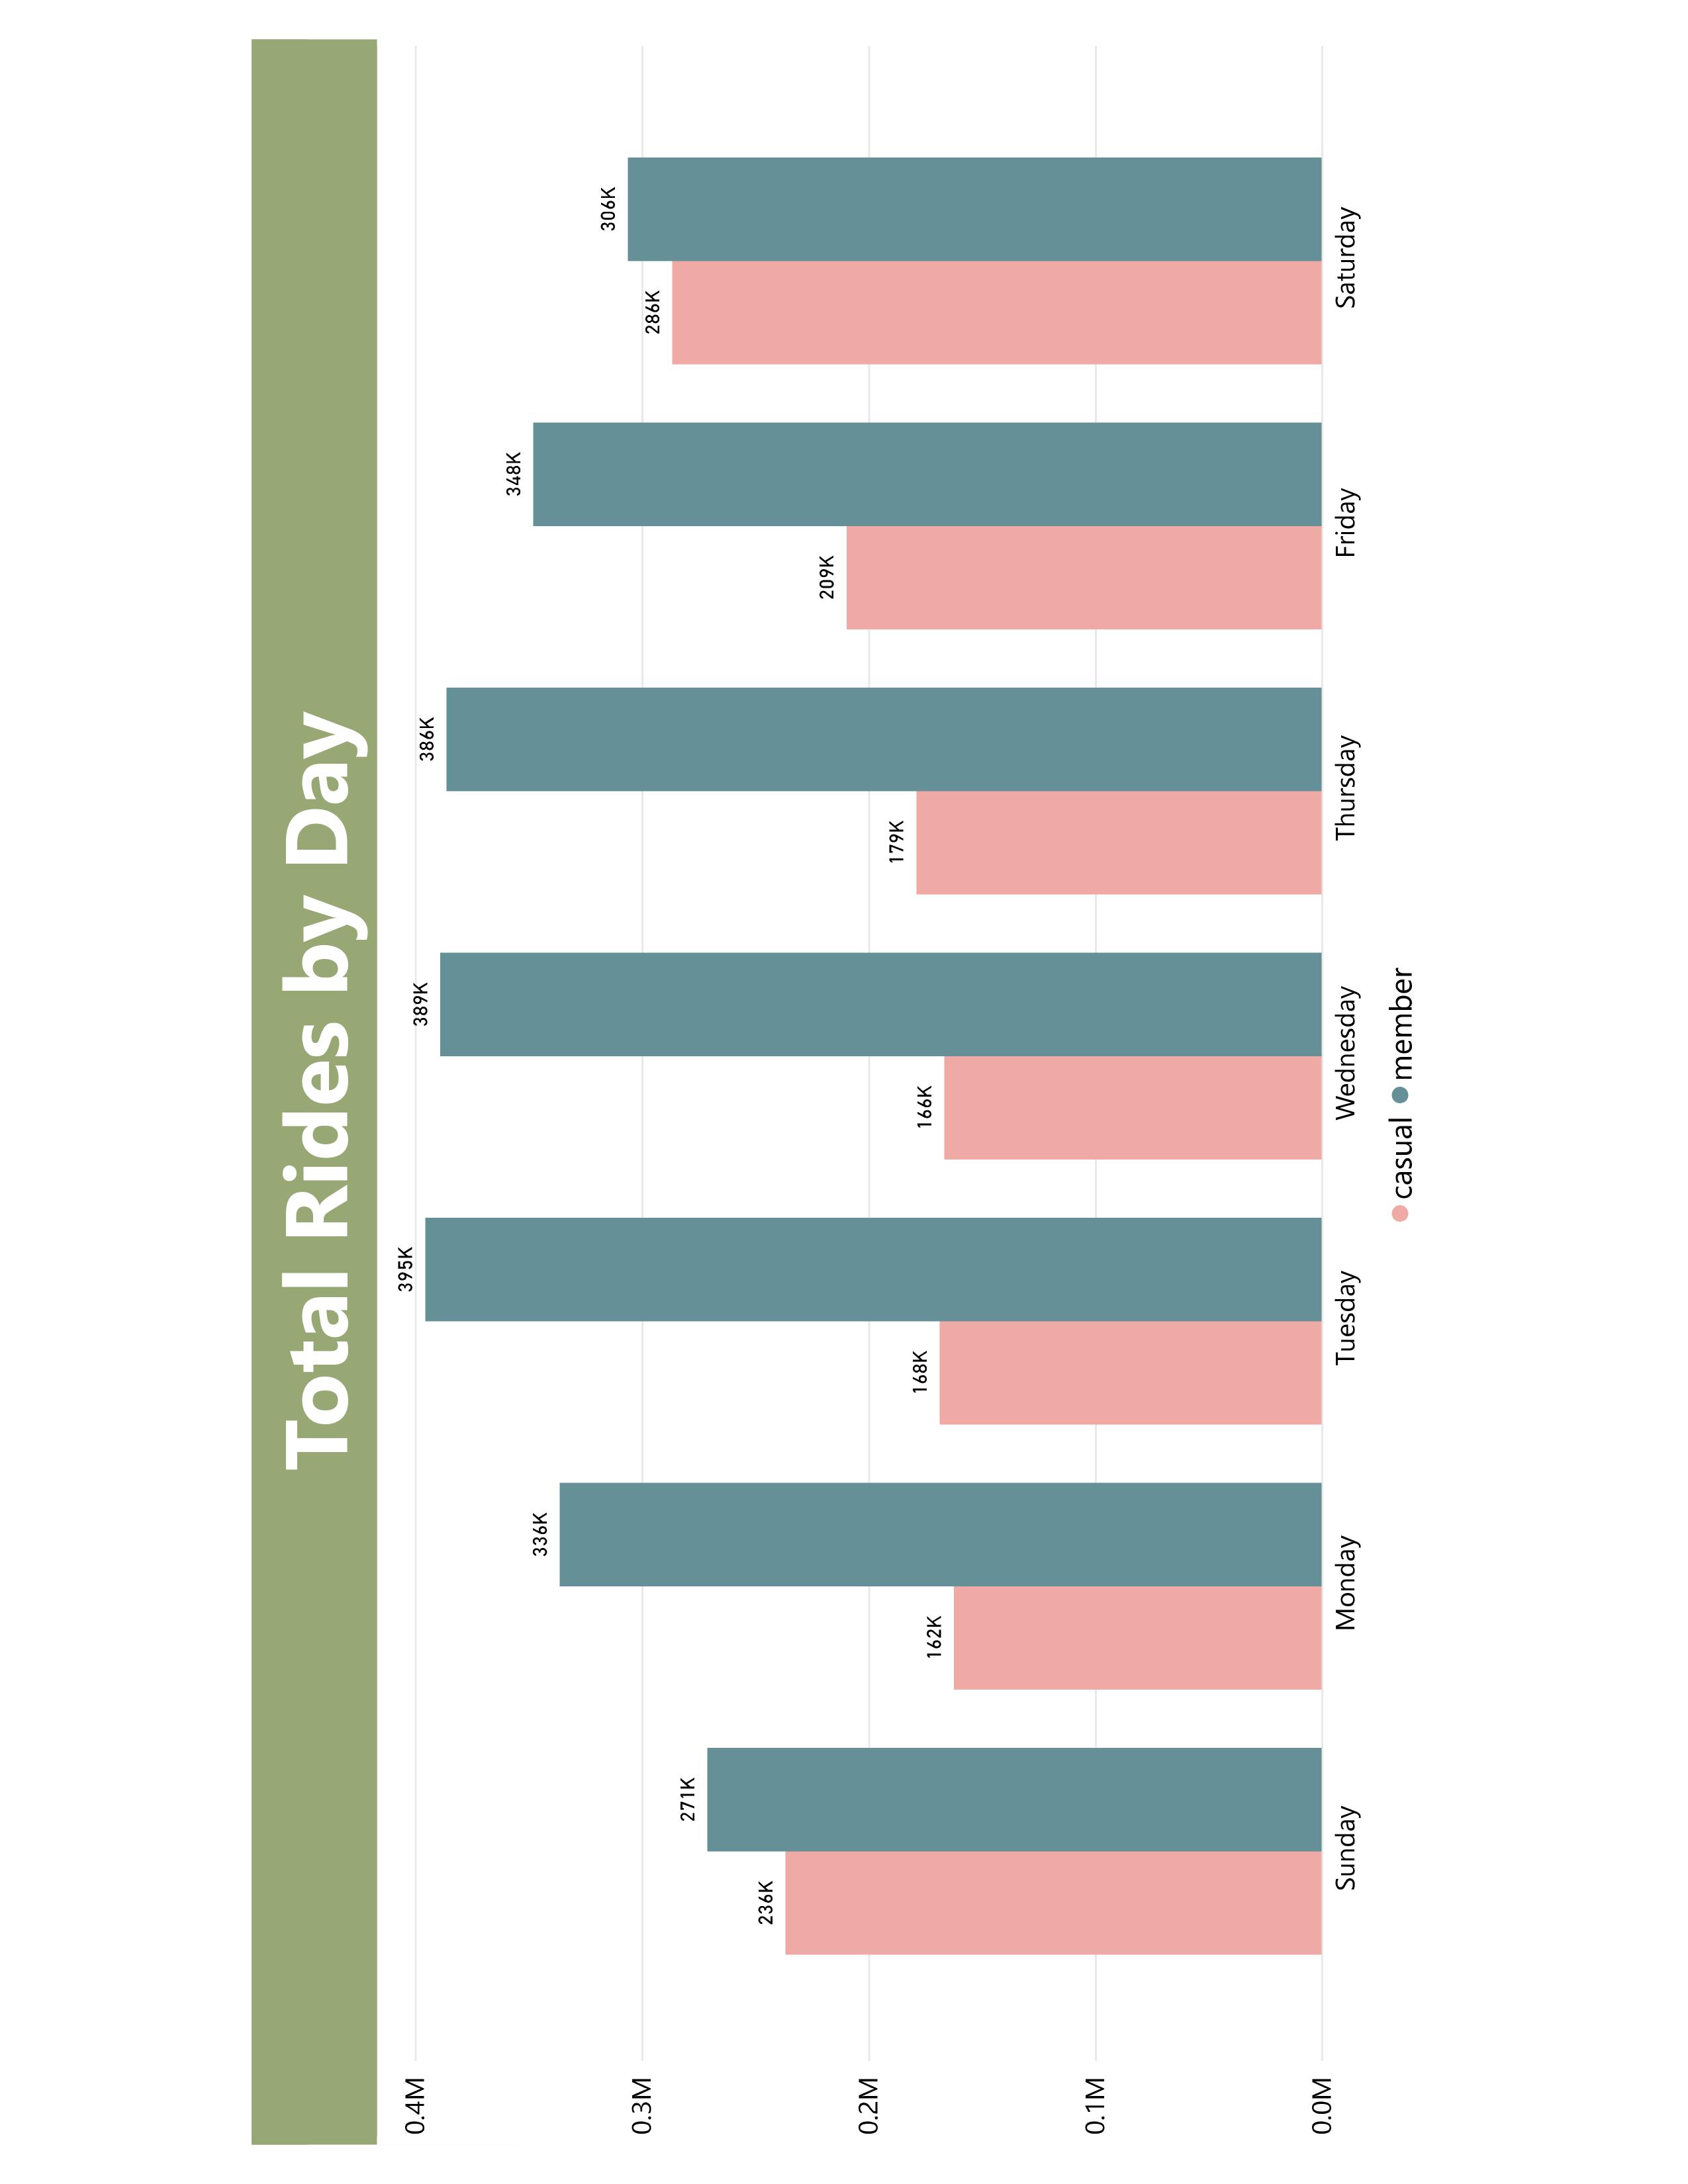 Total Rides by Day
0.4M
0.3M
0.2M
0.1M
0.0M
236K 271K
162K 336K
168K 395K
166K 389K
179K 386K
209K 348K
286K 306K
Sunday Monday Tuesday Wednesday Thursday Friday Saturday
casual member